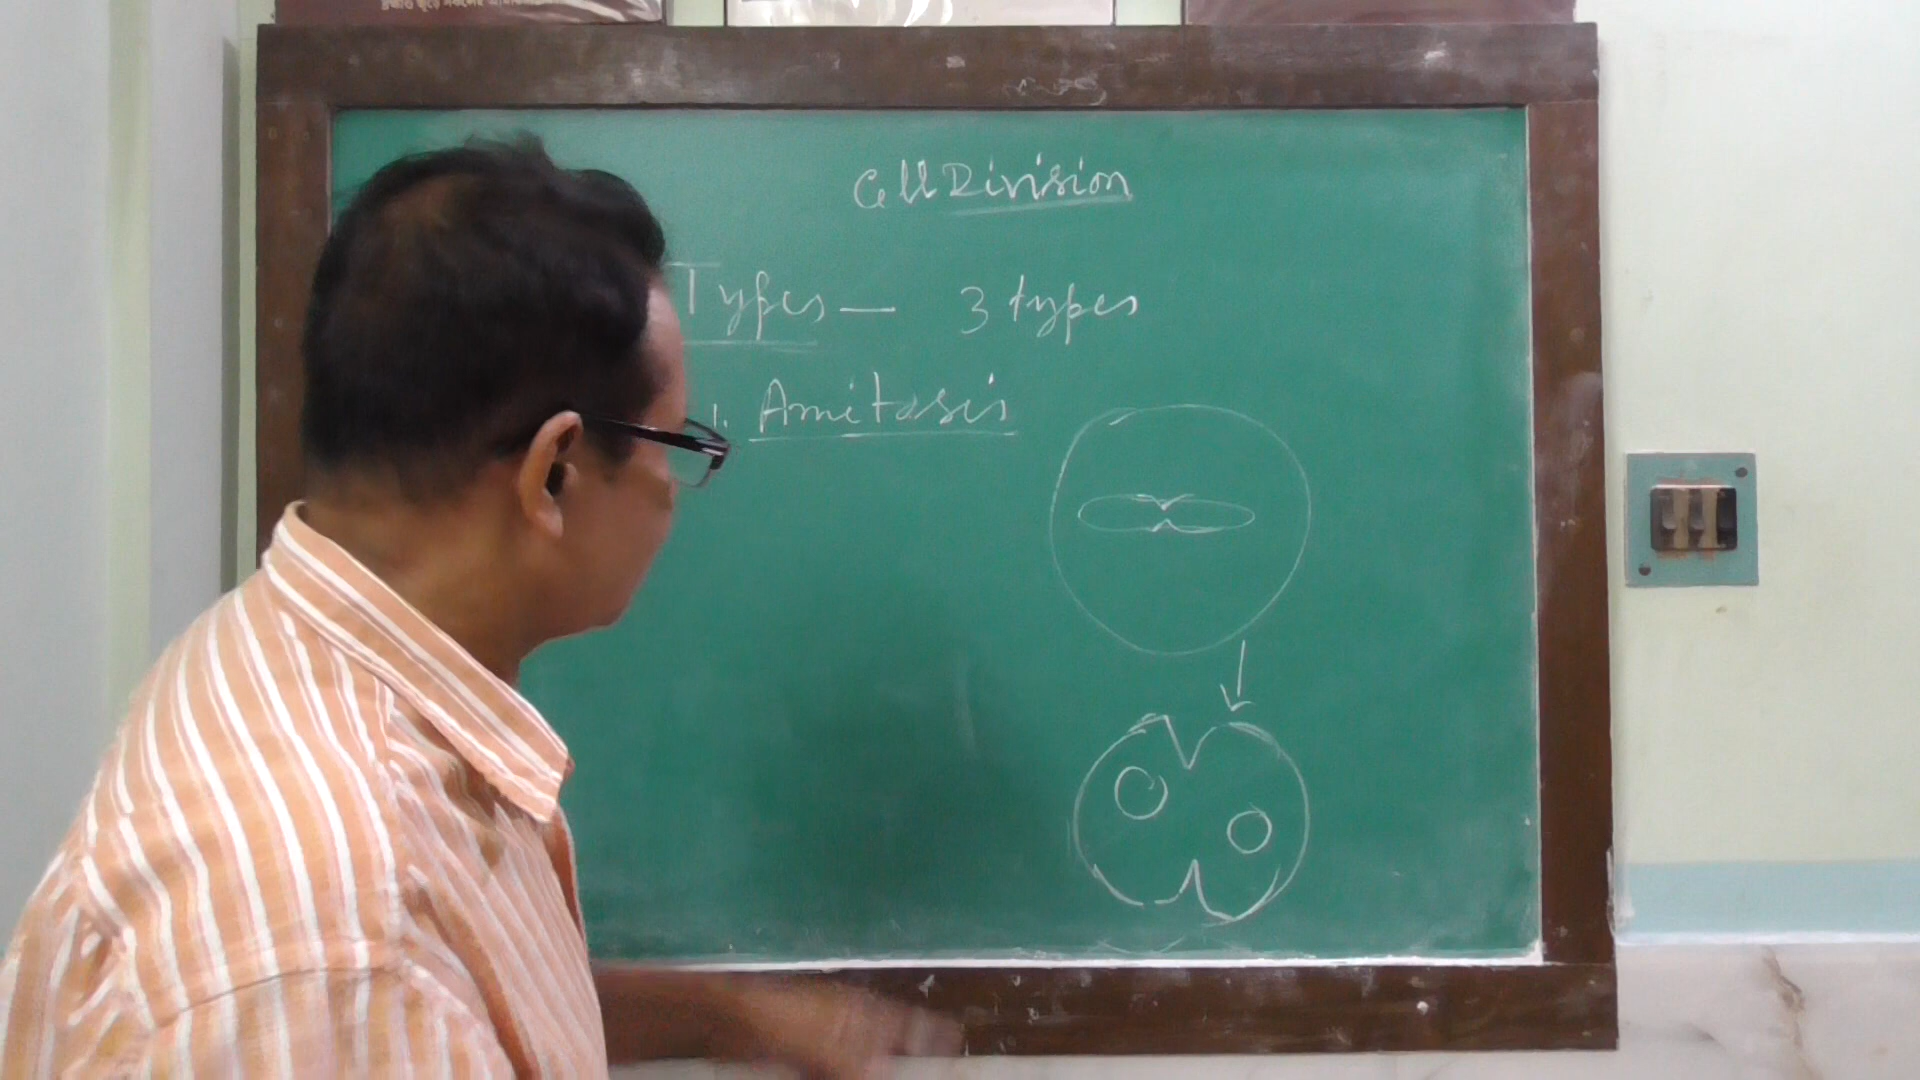 Cell Division
Types — 3 types
1. Amitosis